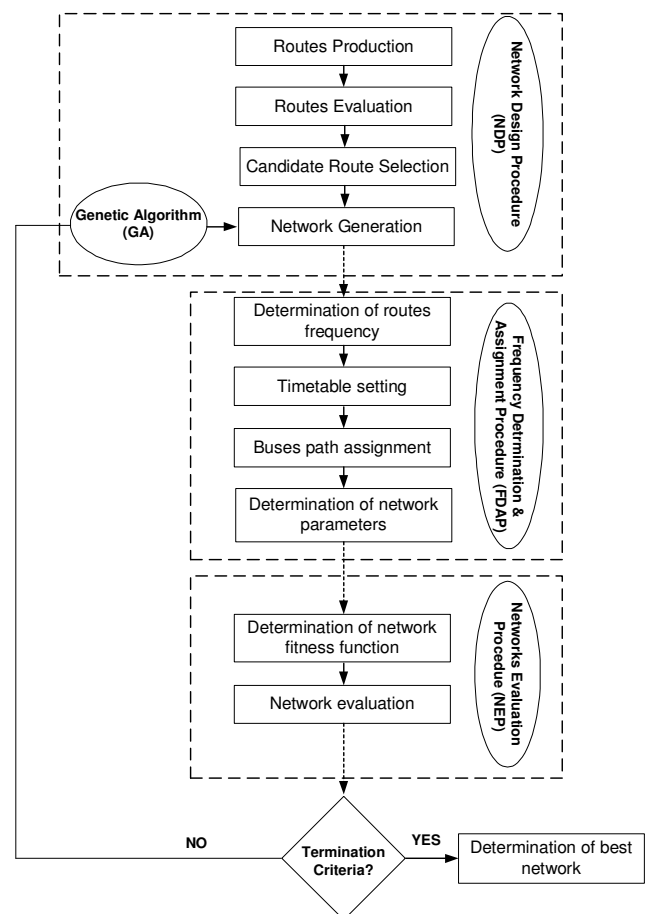 Routes Production
Routes Evaluation
Candidate Route Selection
Network Generation
Genetic Algorithm
(GA)
Network Design Procedure
(NDP)
Determination of routes
frequency
Timetable setting
Buses path assignment
Determination of network
parameters
Frequency Detrmination &
Assignment Procedure (FDAP)
Determination of network
fitness function
Network evaluation
Networks Evaluation
Procedue (NEP)
Termination
Criteria?
NO
YES
Determination of best
network